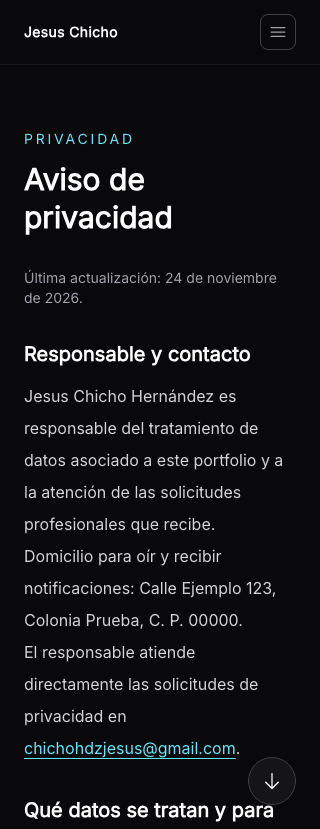 Jesus Chicho
PRIVACIDAD
Aviso de
privacidad
Última actualización: 24 de noviembre
de 2026.
Responsable y contacto
Jesus Chicho Hernández es
responsable del tratamiento de
datos asociado a este portfolio y a
la atención de las solicitudes
profesionales que recibe.
Domicilio para oír y recibir
notificaciones: Calle Ejemplo 123,
Colonia Prueba, C. P. 00000.
El responsable atiende
directamente las solicitudes de
privacidad en
chichohdzjesus@gmail.com.
Qué datos se tratan y para